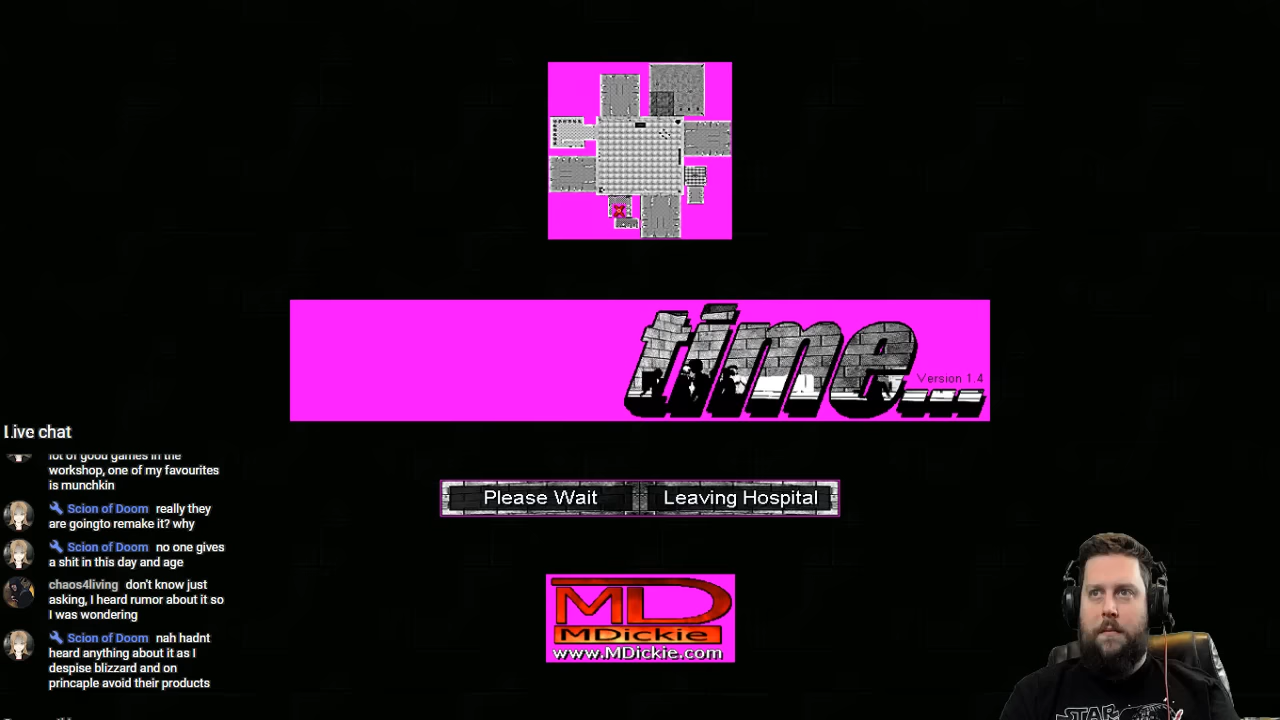 time...
Version 1.4
Please Wait
Leaving Hospital
MD
MDickie
www.MDickie.com
Live chat
lot of good games in the
workshop, one of my favourites
is munchkin
Scion of Doom really they
are goingto remake it? why
Scion of Doom no one gives
a shit in this day and age
chaos4living don't know just
asking, I heard rumor about it so
I was wondering
Scion of Doom nah hadnt
heard anything about it as I
despise blizzard and on
princaple avoid their products
STAR